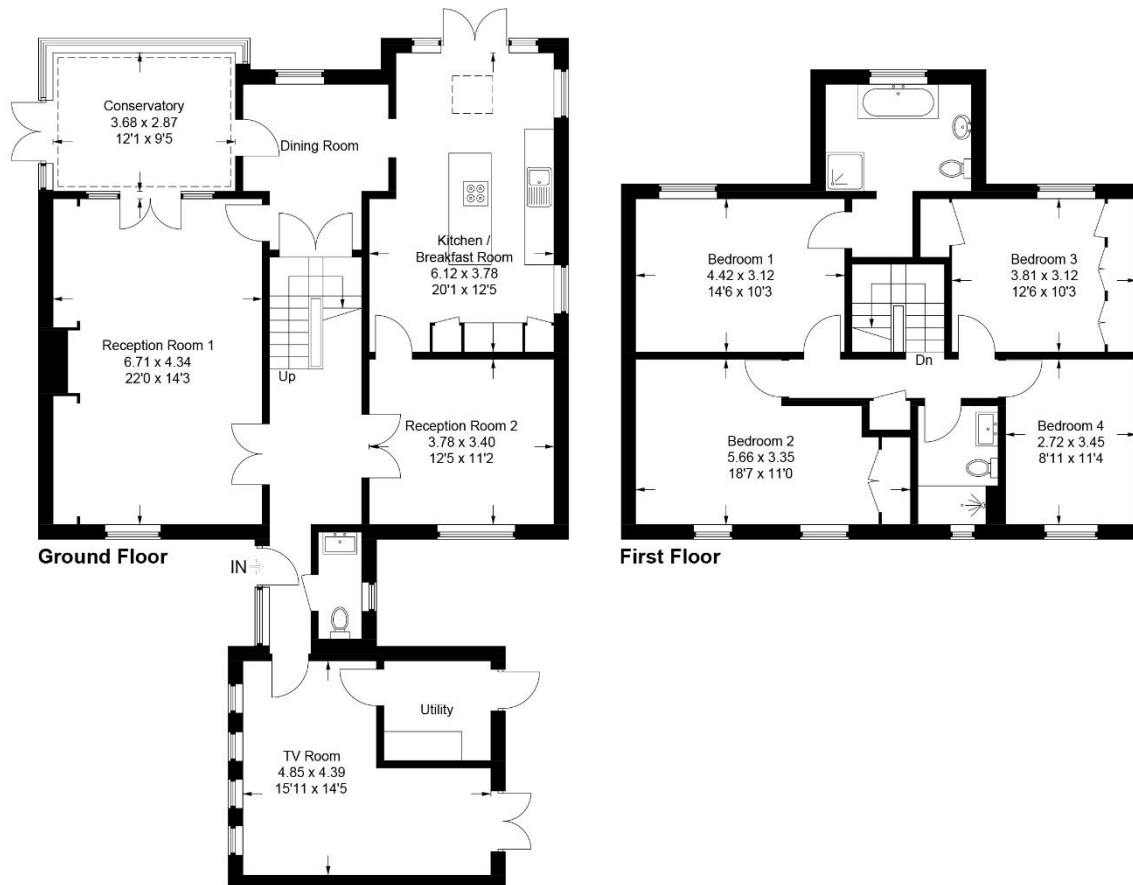 Conservatory
3.68 x 2.87
12'1 x 9'5
Dining Room
Kitchen /
Breakfast Room
6.12 x 3.78
20'1 x 12'5
Reception Room 1
6.71 x 4.34
22'0 x 14'3
Up
Reception Room 2
3.78 x 3.40
12'5 x 11'2
Ground Floor
IN
Utility
TV Room
4.85 x 4.39
15'11 x 14'5
Bedroom 1
4.42 x 3.12
14'6 x 10'3
Bedroom 3
3.81 x 3.12
12'6 x 10'3
Dn
Bedroom 2
5.66 x 3.35
18'7 x 11'0
Bedroom 4
2.72 x 3.45
8'11 x 11'4
First Floor